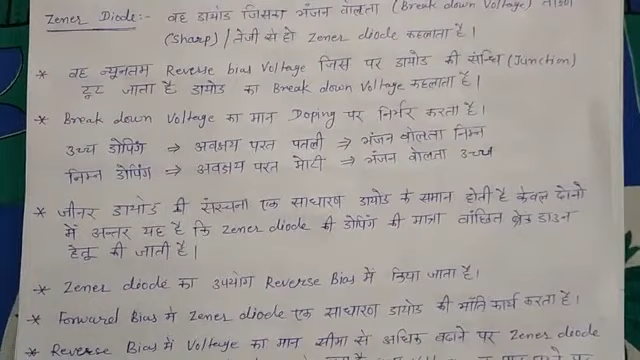 Zener Diode:- वह डायोड जिसका भंजन वोल्टता (Break down Voltage)
(Sharp) / तेजी से हो Zener diode कहलाता है।
* वह न्यूनतम Reverse bias Voltage जिस पर डायोड की संन्धि (Junction)
टूट जाता है डायोड का Break down Voltage कहलाता है।
* Break down Voltage का मान Doping पर निर्भर करता है।
उच्च डोपिंग ⇒ अवक्षय परत पतली ⇒ भंजन वोल्टता निम्न
निम्न डोपिंग ⇒ अवक्षय परत मोटी ⇒ भंजन वोल्टता उच्च
* जीनर डायोड की संरचना एक साधारण डायोड के समान होती है केवल दोनो
में अन्तर यह है कि Zener diode की डोपिंग की मात्रा वांछित ब्रेक डाउन
हेतू की जाती है।
* Zener diode का उपयोग Reverse Bias में किया जाता है।
* Forward Bias में Zener diode एक साधारण डायोड की भाँति कार्य करता है।
* Reverse Bias में Voltage का मान सीमा से अधिक बढाने पर Zener diode